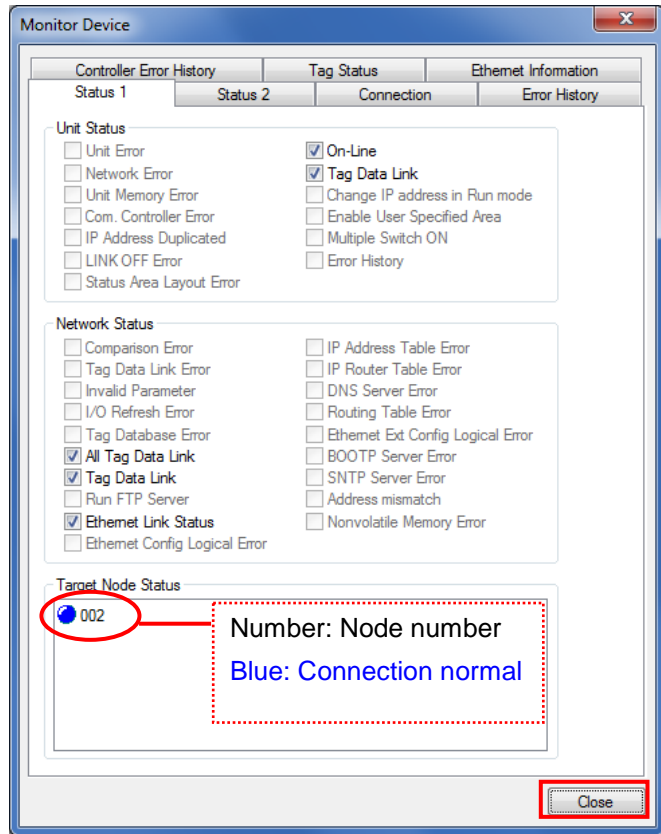 Monitor Device
Controller Error History Tag Status Ethernet Information
Status 1 Status 2 Connection Error History
Unit Status
Unit Error
Network Error
Unit Memory Error
Com. Controller Error
IP Address Duplicated
LINK OFF Error
Status Area Layout Error
On-Line
Tag Data Link
Change IP address in Run mode
Enable User Specified Area
Multiple Switch ON
Error History
Network Status
Comparison Error
Tag Data Link Error
Invalid Parameter
I/O Refresh Error
Tag Database Error
All Tag Data Link
Tag Data Link
Run FTP Server
Ethernet Link Status
Ethernet Config Logical Error
IP Address Table Error
IP Router Table Error
DNS Server Error
Routing Table Error
Ethernet Ext Config Logical Error
BOOTP Server Error
SNTP Server Error
Address mismatch
Nonvolatile Memory Error
Target Node Status
002
Number: Node number
Blue: Connection normal
Close